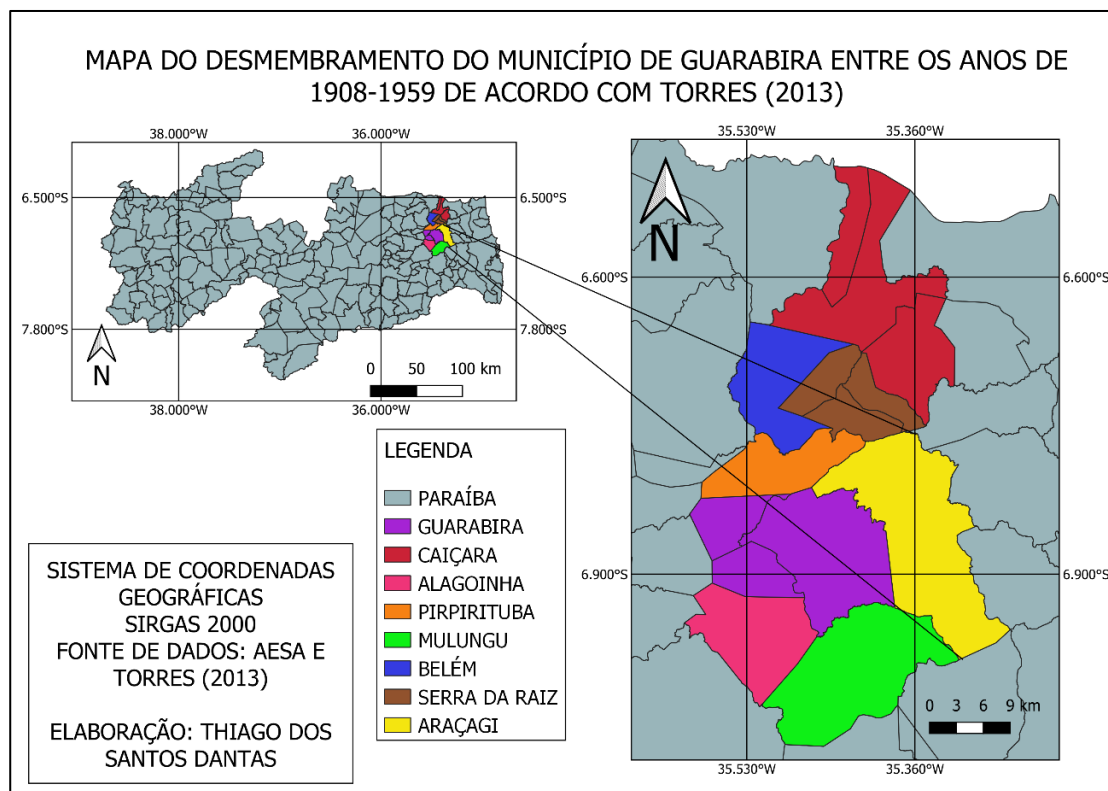 MAPA DO DESMEMBRAMENTO DO MUNICÍPIO DE GUARABIRA ENTRE OS ANOS DE
1908-1959 DE ACORDO COM TORRES (2013)
38.000°W
36.000°W
6.500°S
6.500°S
7.800°S
7.800°S
N
0 50 100 km
38.000°W
36.000°W
LEGENDA
PARAÍBA
GUARABIRA
CAIÇARA
ALAGOINHA
PIRPIRITUBA
MULUNGU
BELÉM
SERRA DA RAIZ
ARAÇAGI
SISTEMA DE COORDENADAS
GEOGRÁFICAS
SIRGAS 2000
FONTE DE DADOS: AESA E
TORRES (2013)
ELABORAÇÃO: THIAGO DOS
SANTOS DANTAS
35.530°W
35.360°W
N
6.600°S
6.600°S
6.900°S
6.900°S
0 3 6 9 km
35.530°W
35.360°W